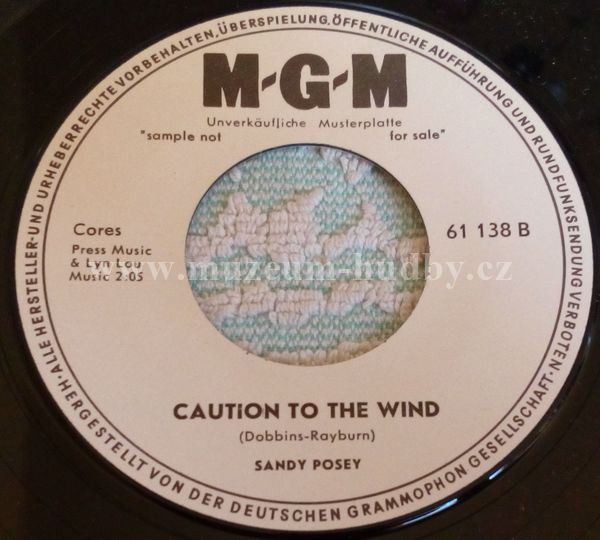 ·ALLE HERSTELLER- UND URHEBERRECHTE VORBEHALTEN, ÜBERSPIELUNG, ÖFFENTLICHE AUFFÜHRUNG UND RUNDFUNKSENDUNG VERBOTEN·
M-G-M
Unverkäufliche Musterplatte
"sample not for sale"
Cores
61 138 B
Press Music
& Lyn Lou
Music 2:05
www.muzeum-hudby.cz
CAUTION TO THE WIND
(Dobbins-Rayburn)
SANDY POSEY
·HERGESTELLT VON DER DEUTSCHEN GRAMMOPHON GESELLSCHAFT·